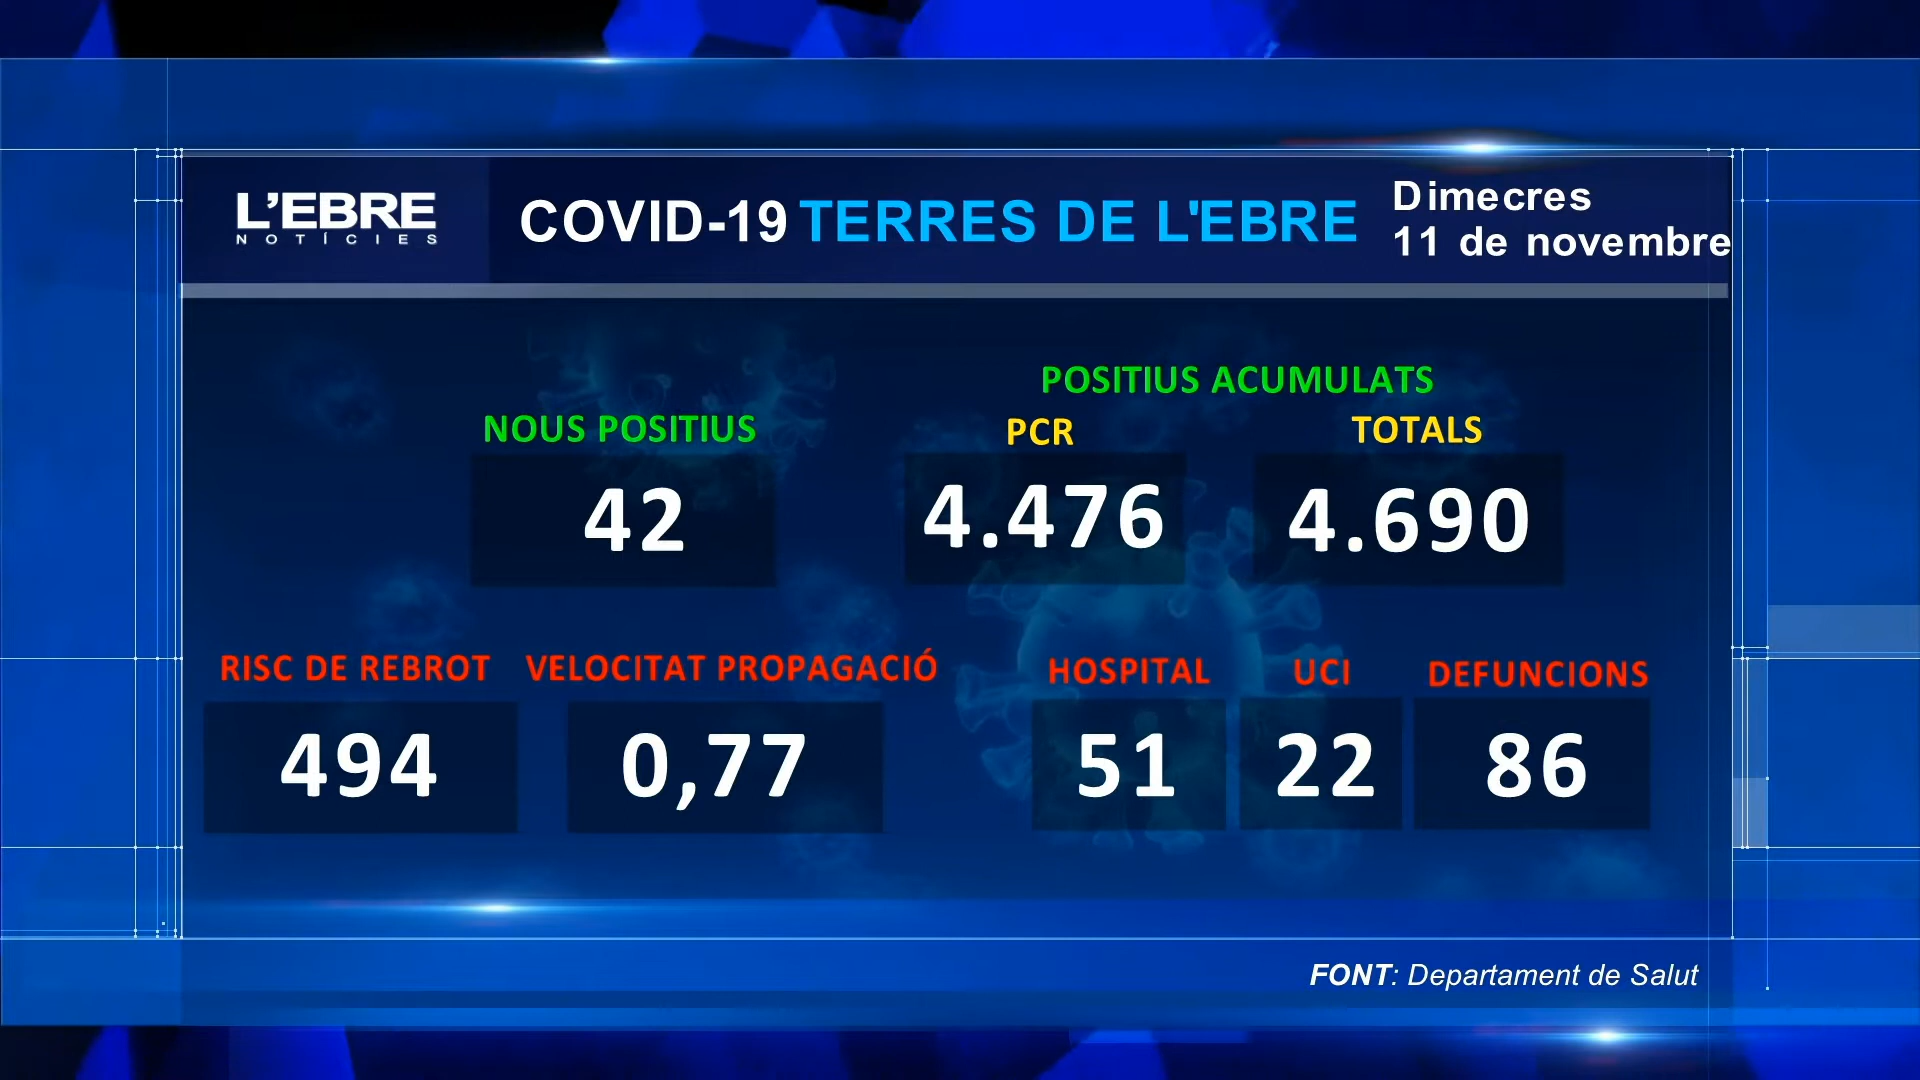 L'EBRE
NOTÍCIES
COVID-19 TERRES DE L'EBRE
Dimecres
11 de novembre
POSITIUS ACUMULATS
NOUS POSITIUS
PCR
TOTALS
42
4.476
4.690
RISC DE REBROT
VELOCITAT PROPAGACIÓ
HOSPITAL
UCI
DEFUNCIONS
494
0,77
51
22
86
FONT: Departament de Salut